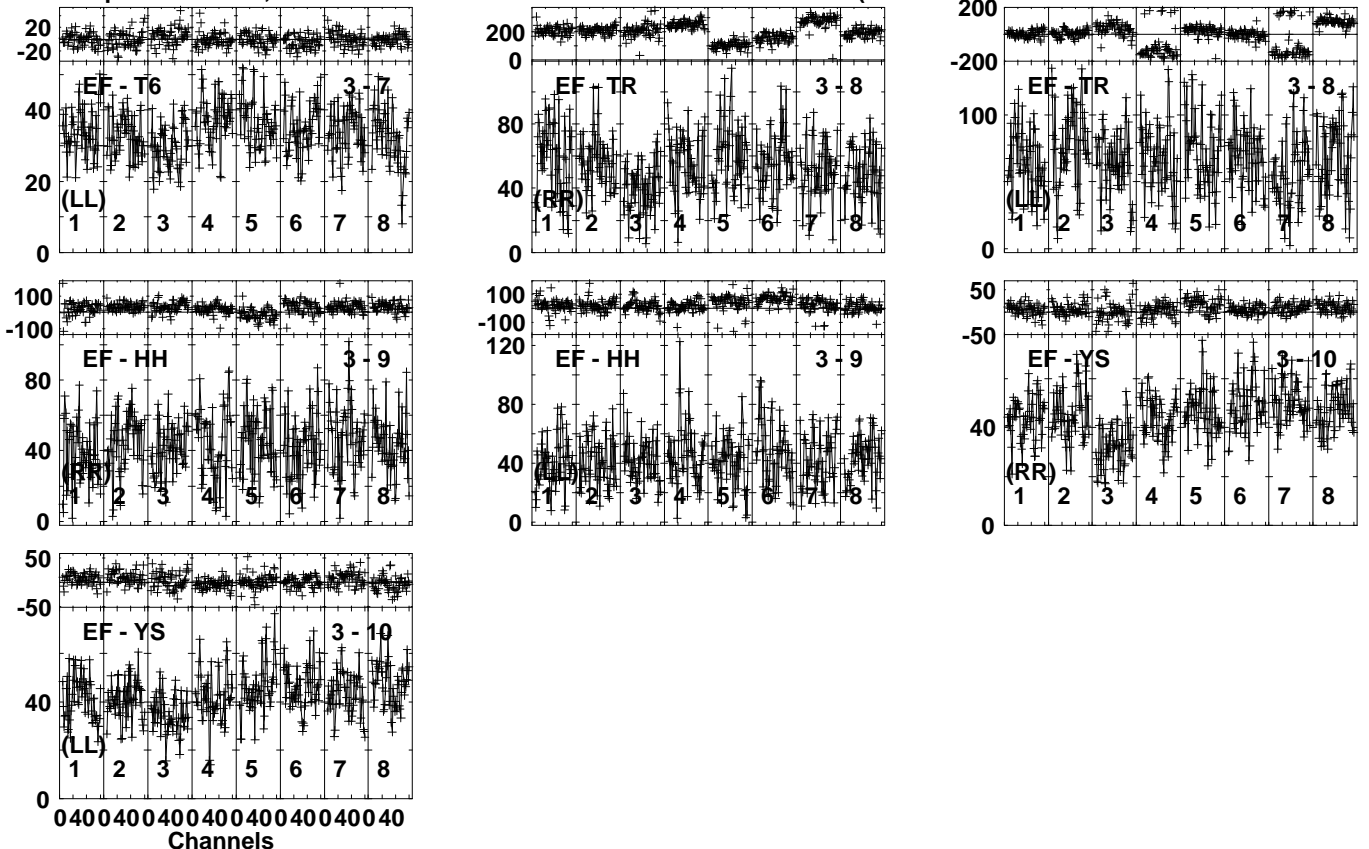 20
-20
EF - T6 3 - 7
40
20
(LL)
1 2 3 4 5 6 7 8
0
200
0
EF - TR 3 - 8
80
40
(RR)
1 2 3 4 5 6 7 8
0
200
-200
EF - TR 3 - 8
100
(LL)
1 2 3 4 5 6 7 8
0
100
-100
EF - HH 3 - 9
80
40
(RR)
1 2 3 4 5 6 7 8
0
100
-100
120
EF - HH 3 - 9
80
40
(LL)
1 2 3 4 5 6 7 8
0
50
-50
EF - YS 3 - 10
40
(RR)
1 2 3 4 5 6 7 8
0
50
-50
EF - YS 3 - 10
40
(LL)
1 2 3 4 5 6 7 8
0
0 40 0 40 0 40 0 40 0 40 0 40 0 40 0 40
Channels